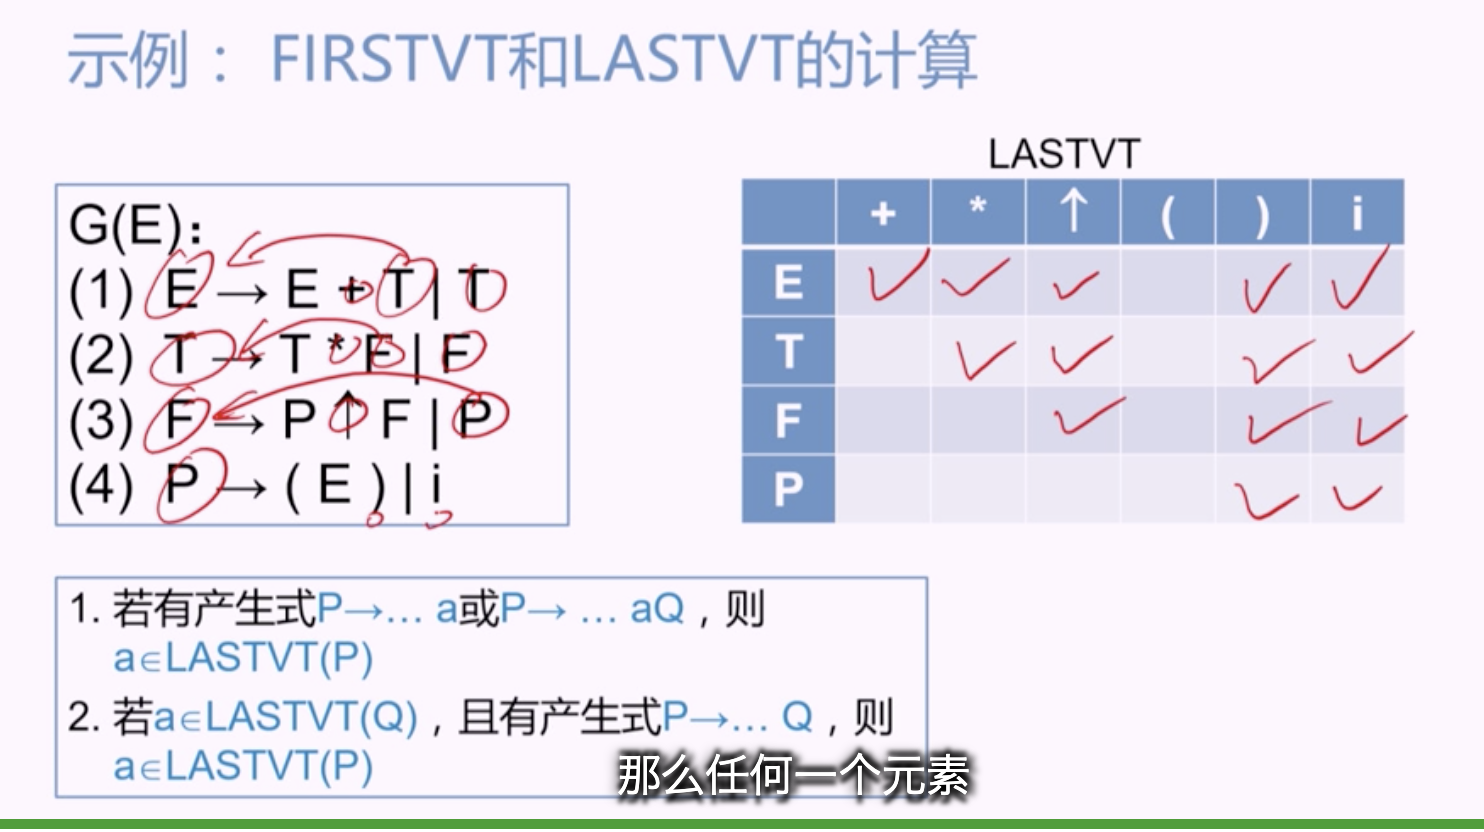 示例： FIRSTVT和LASTVT的计算
G(E)：
(1) E → E + T | T
(2) T → T * F | F
(3) F → P ↑ F | P
(4) P → ( E ) | i
LASTVT
+ * ↑ ( ) i
E ✓ ✓ ✓ ✓ ✓
T ✓ ✓ ✓ ✓
F ✓ ✓ ✓
P ✓ ✓
1. 若有产生式P→… a或P→ … aQ，则
a∈LASTVT(P)
2. 若a∈LASTVT(Q)，且有产生式P→… Q，则
a∈LASTVT(P)
那么任何一个元素